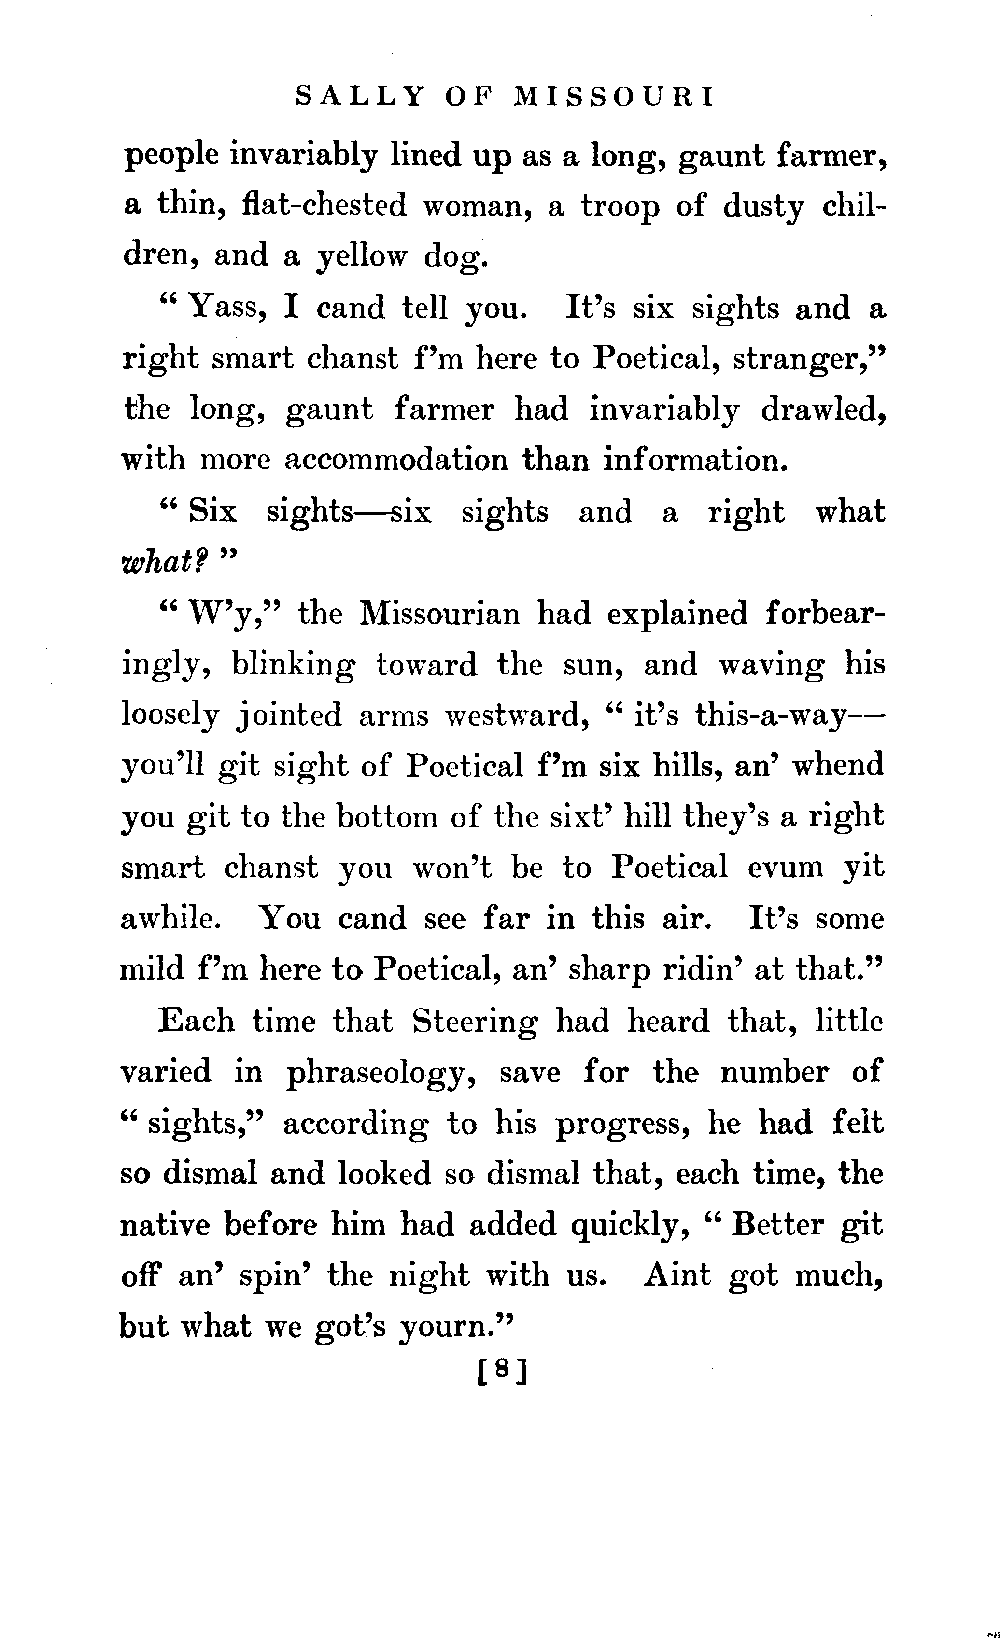 SALLY OF MISSOURI
people invariably lined up as a long, gaunt farmer,
a thin, flat-chested woman, a troop of dusty chil-
dren, and a yellow dog.
“ Yass, I cand tell you. It’s six sights and a
right smart chanst f’m here to Poetical, stranger,”
the long, gaunt farmer had invariably drawled,
with more accommodation than information.
“ Six sights—six sights and a right what
what? ”
“ W’y,” the Missourian had explained forbear-
ingly, blinking toward the sun, and waving his
loosely jointed arms westward, “ it’s this-a-way—
you’ll git sight of Poetical f’m six hills, an’ whend
you git to the bottom of the sixt’ hill they’s a right
smart chanst you won’t be to Poetical evum yit
awhile. You cand see far in this air. It’s some
mild f’m here to Poetical, an’ sharp ridin’ at that.”
Each time that Steering had heard that, little
varied in phraseology, save for the number of
“ sights,” according to his progress, he had felt
so dismal and looked so dismal that, each time, the
native before him had added quickly, “ Better git
off an’ spin’ the night with us. Aint got much,
but what we got’s yourn.”
[8]